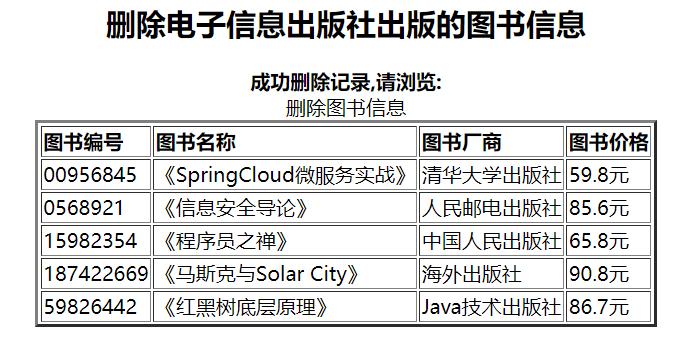 删除电子信息出版社出版的图书信息
成功删除记录,请浏览:
删除图书信息
图书编号 图书名称 图书厂商 图书价格
00956845 《SpringCloud微服务实战》 清华大学出版社 59.8元
0568921 《信息安全导论》 人民邮电出版社 85.6元
15982354 《程序员之禅》 中国人民出版社 65.8元
187422669 《马斯克与Solar City》 海外出版社 90.8元
59826442 《红黑树底层原理》 Java技术出版社 86.7元